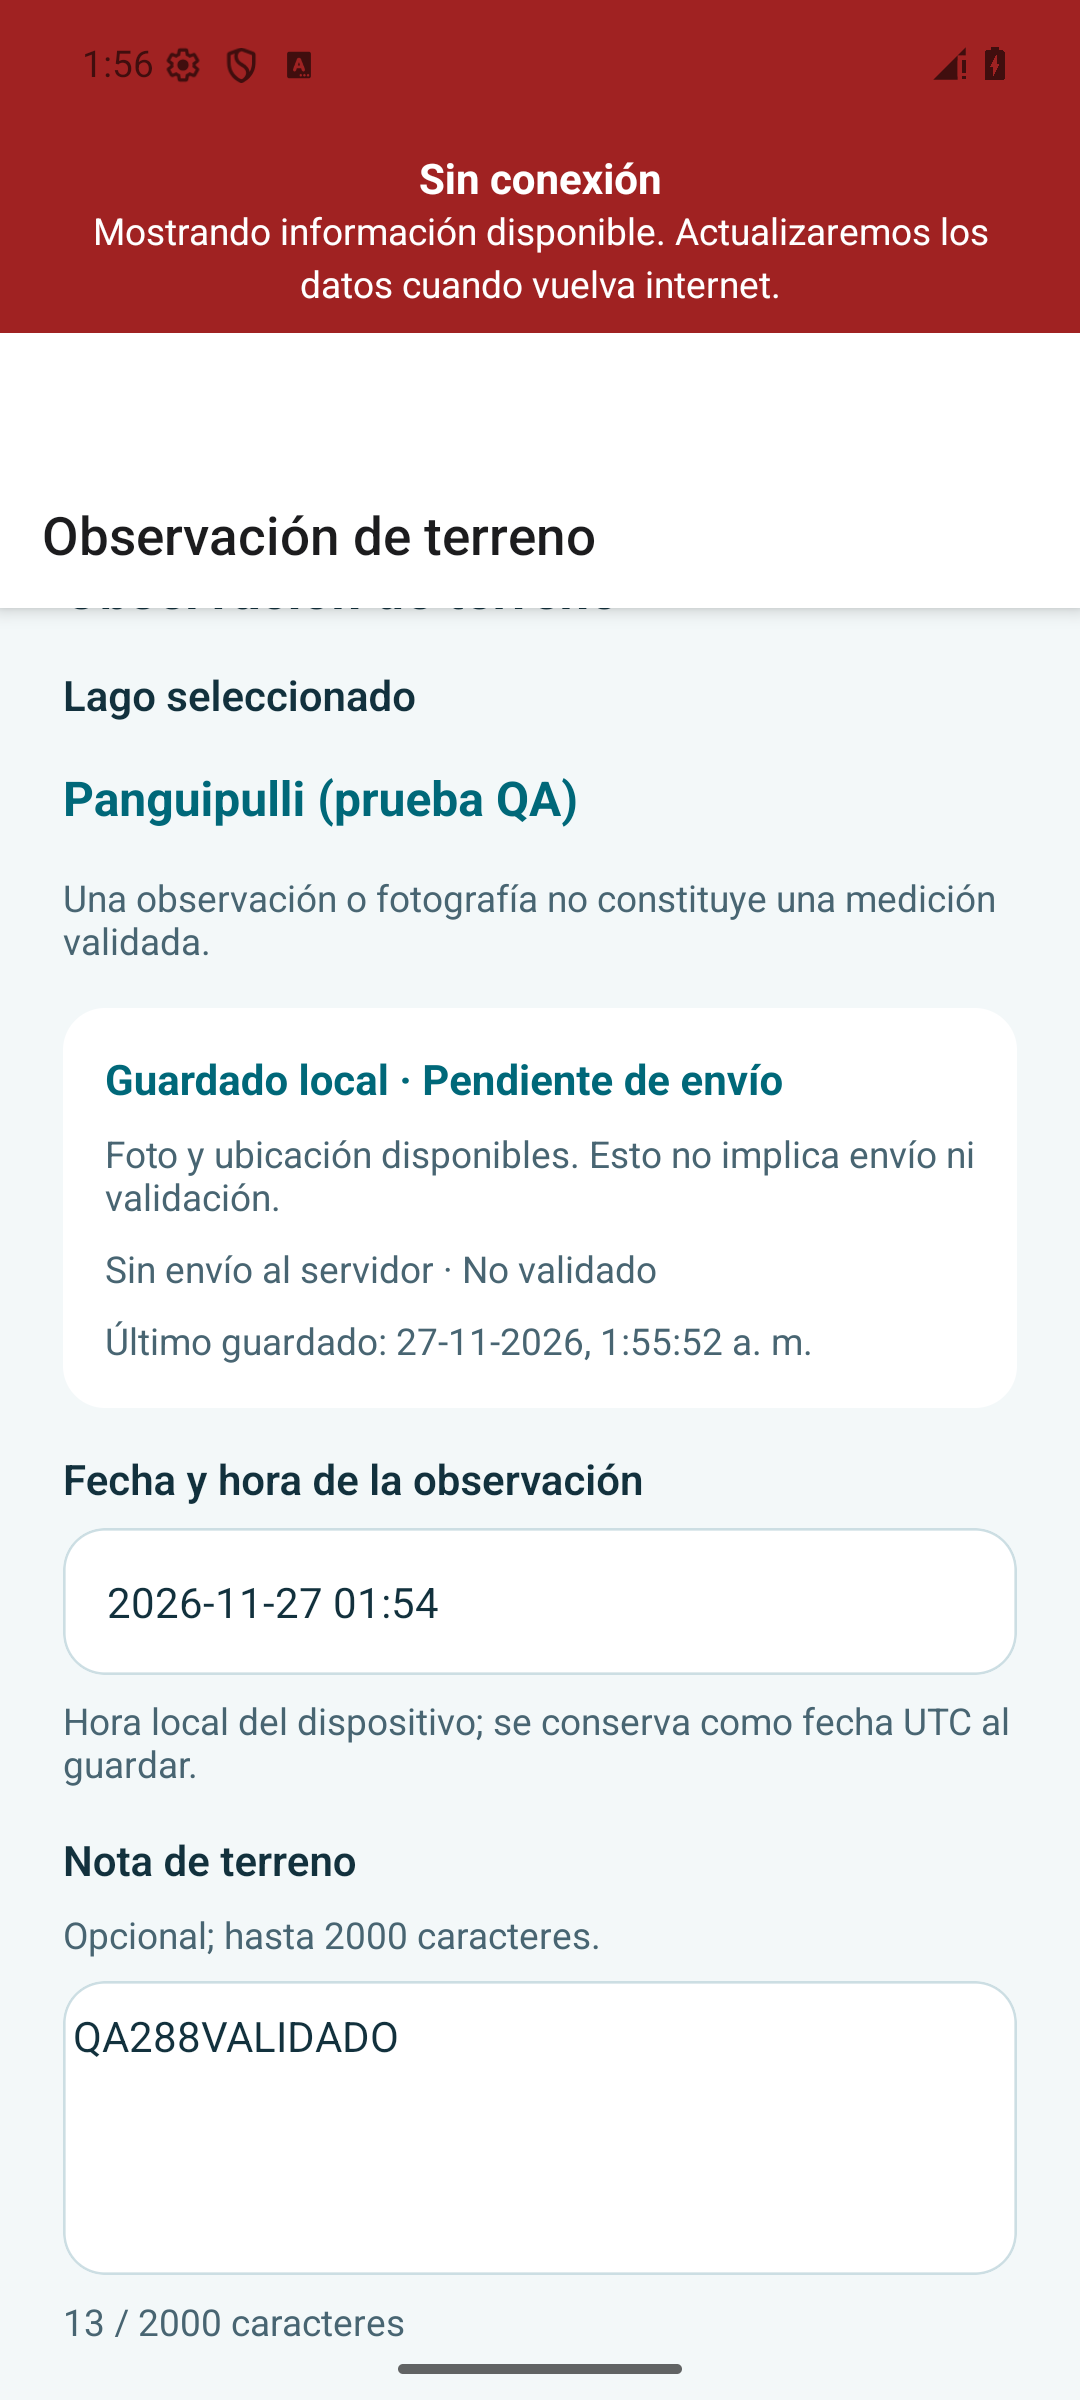 1:56
Sin conexión
Mostrando información disponible. Actualizaremos los
datos cuando vuelva internet.
Observación de terreno
Lago seleccionado
Panguipulli (prueba QA)
Una observación o fotografía no constituye una medición
validada.
Guardado local · Pendiente de envío
Foto y ubicación disponibles. Esto no implica envío ni
validación.
Sin envío al servidor · No validado
Último guardado: 27-11-2026, 1:55:52 a. m.
Fecha y hora de la observación
2026-11-27 01:54
Hora local del dispositivo; se conserva como fecha UTC al
guardar.
Nota de terreno
Opcional; hasta 2000 caracteres.
QA288VALIDADO
13 / 2000 caracteres